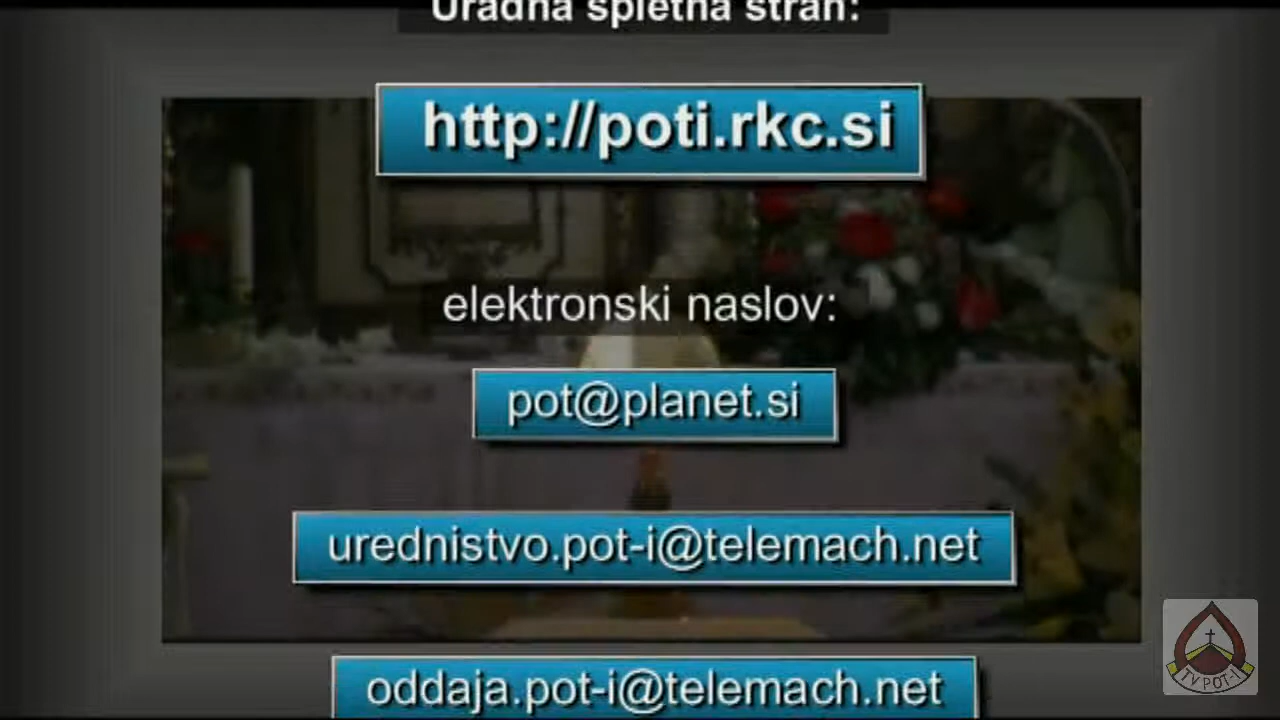 Uradna spletna stran:
http://poti.rkc.si
elektronski naslov:
pot@planet.si
urednistvo.pot-i@telemach.net
oddaja.pot-i@telemach.net
TV POT-I